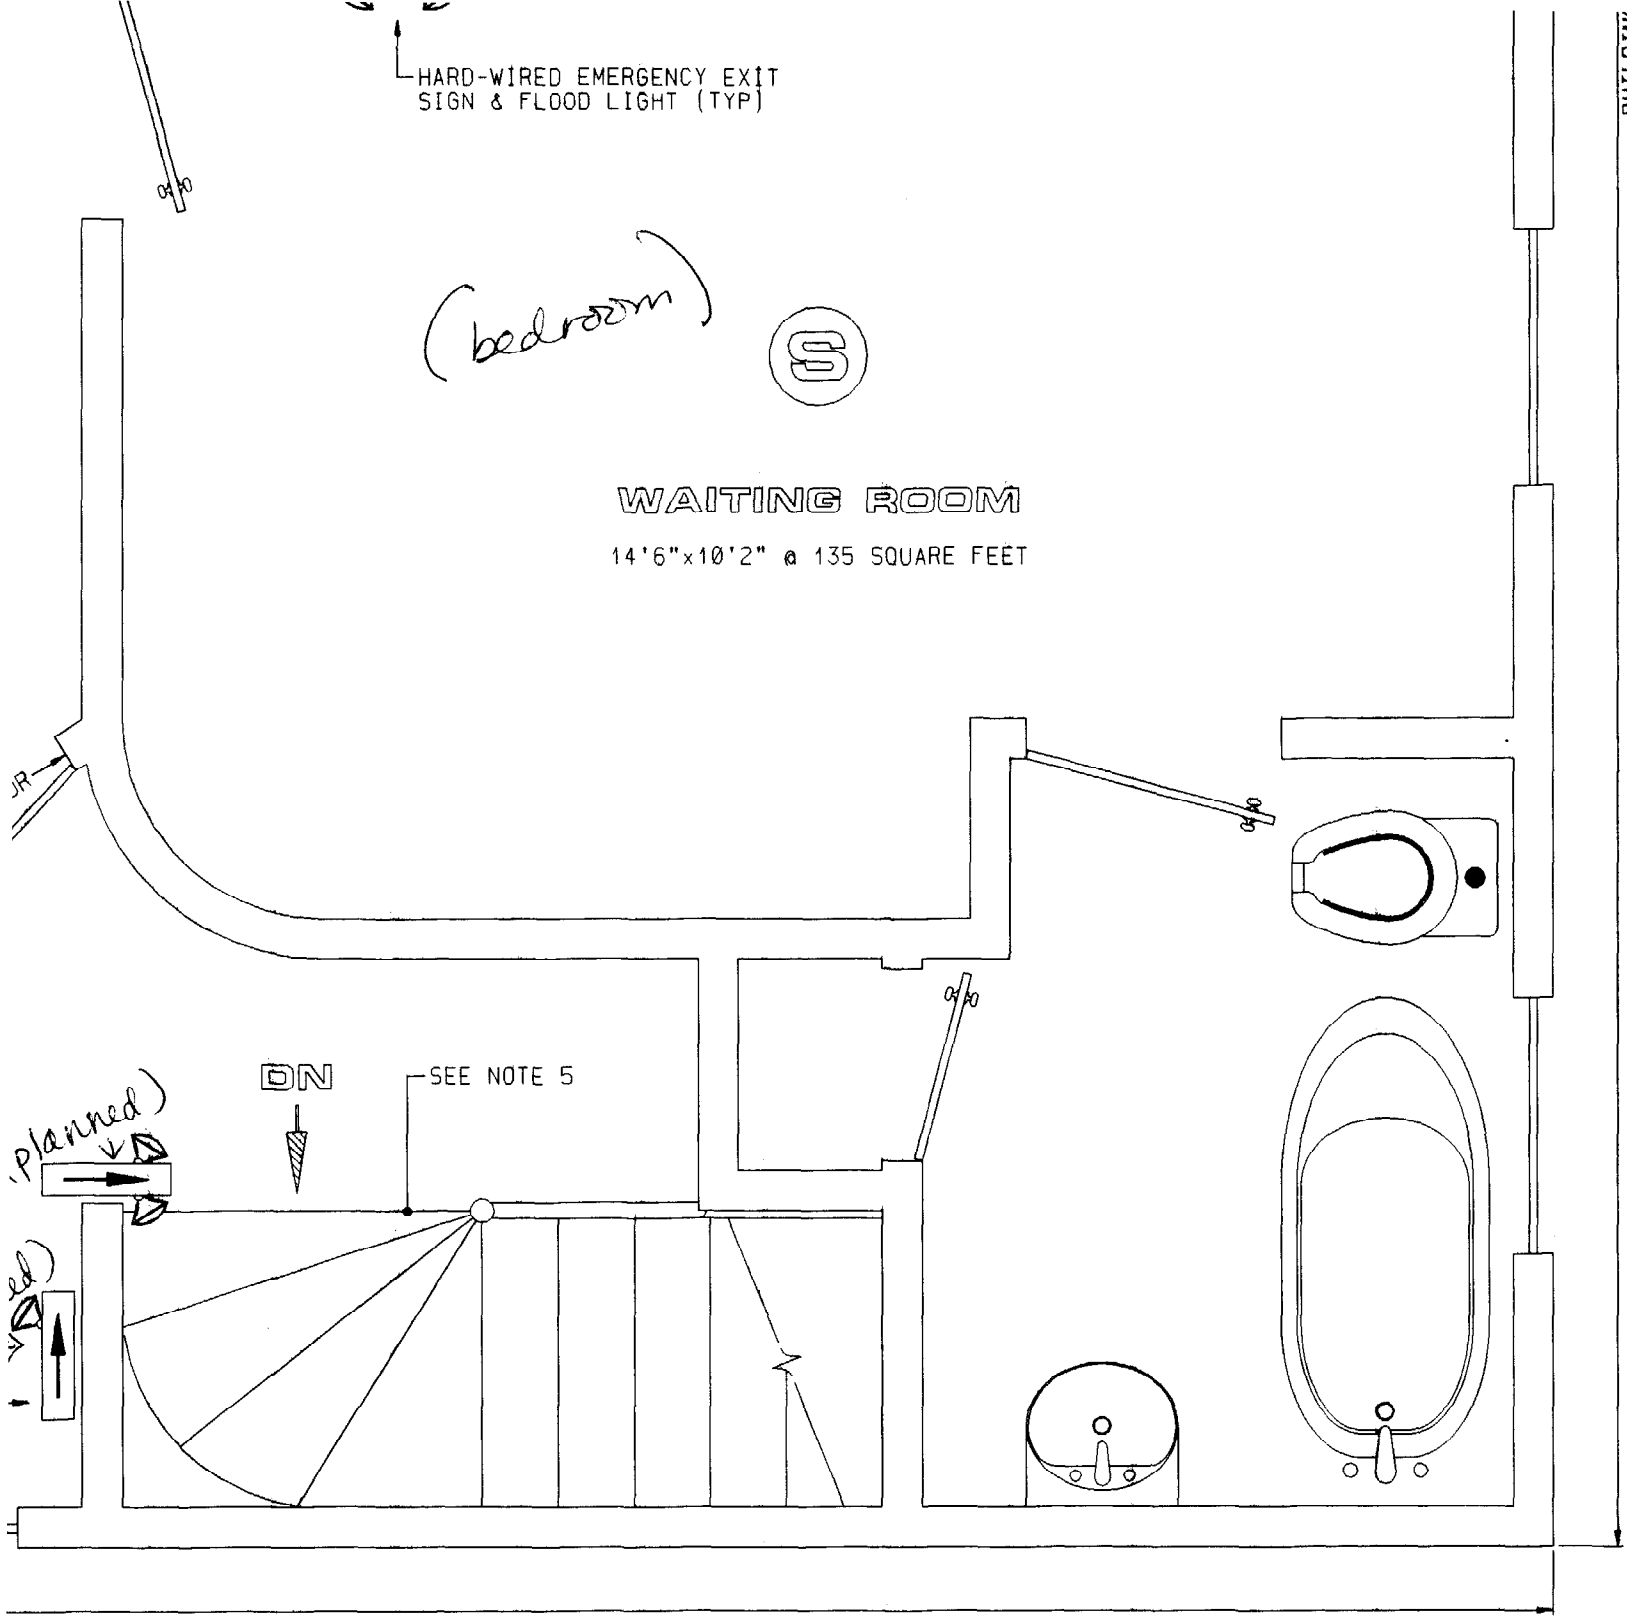 HARD-WIRED EMERGENCY EXIT
SIGN & FLOOD LIGHT (TYP)
(bedroom)
S
WAITING ROOM
14'6"x10'2" @ 135 SQUARE FEET
DN
SEE NOTE 5
planned)